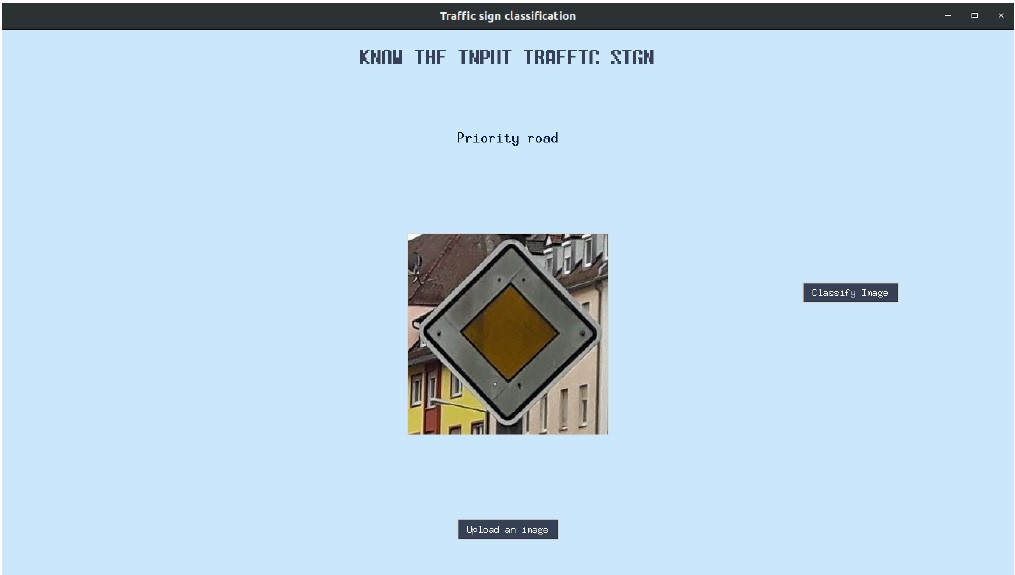 Traffic sign classification
KNOW THE INPUT TRAFFIC SIGN
Priority road
Classify Image
Upload an image